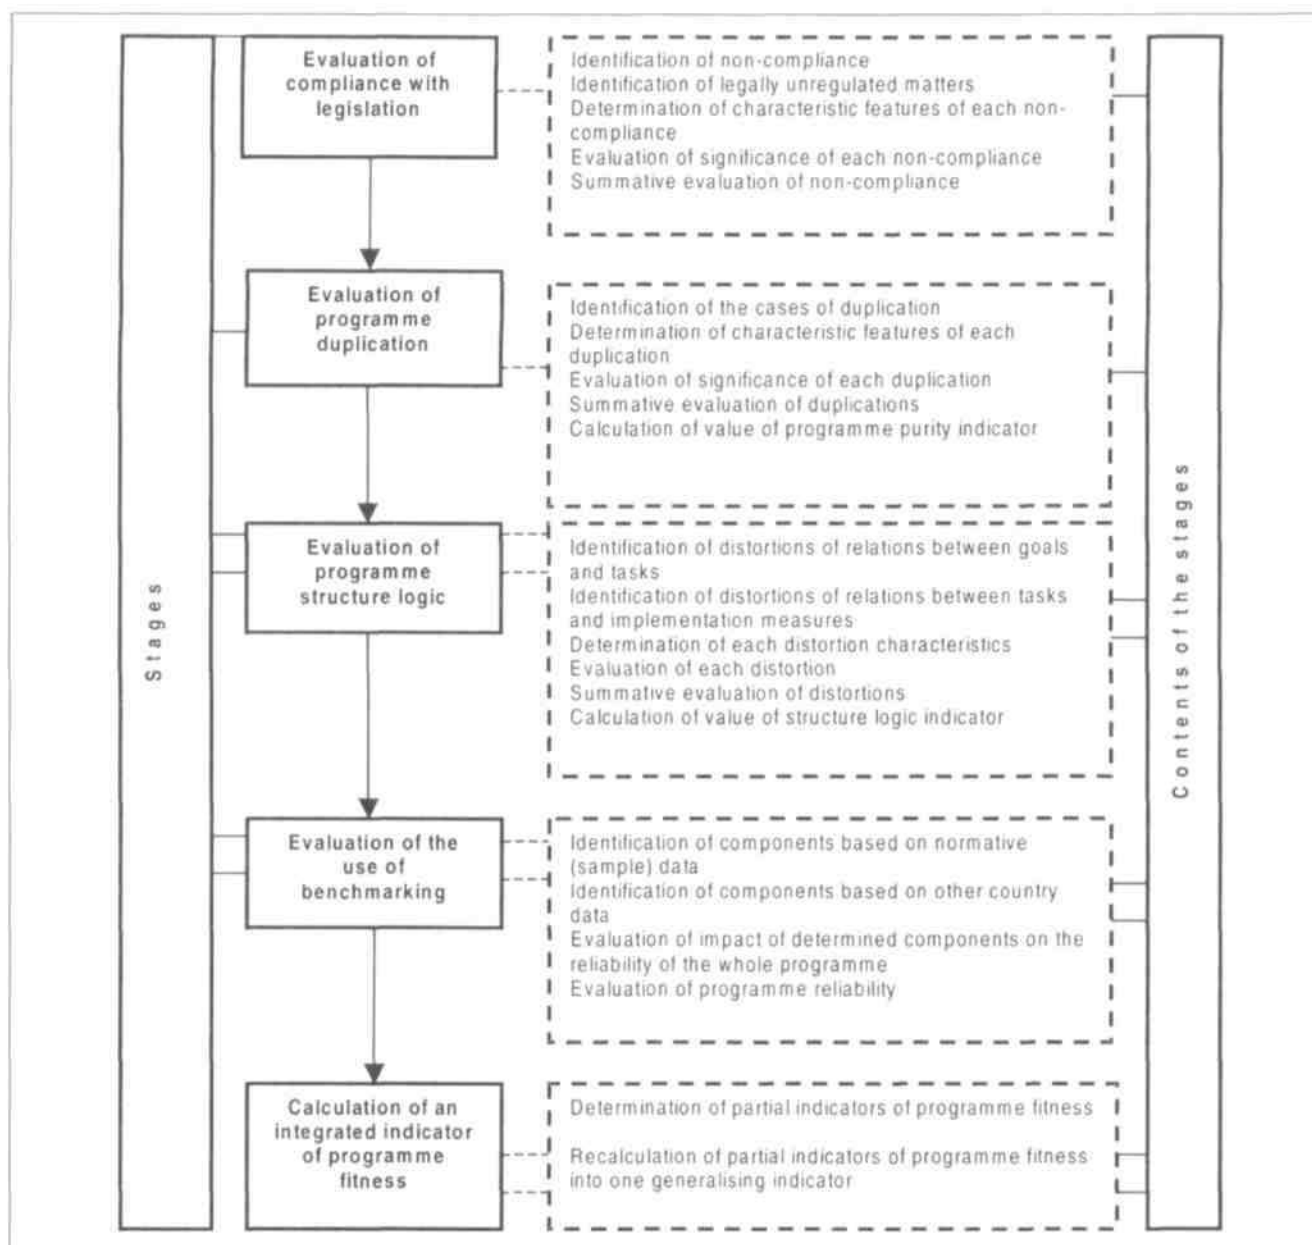 Stages
Evaluation of
compliance with
legislation
Identification of non-compliance
Identification of legally unregulated matters
Determination of characteristic features of each non-
compliance
Evaluation of significance of each non-compliance
Summative evaluation of non-compliance
Evaluation of
programme
duplication
Identification of the cases of duplication
Determination of characteristic features of each
duplication
Evaluation of significance of each duplication
Summative evaluation of duplications
Calculation of value of programme purity indicator
Evaluation of
programme
structure logic
Identification of distortions of relations between goals
and tasks
Identification of distortions of relations between tasks
and implementation measures
Determination of each distortion characteristics
Evaluation of each distortion
Summative evaluation of distortions
Calculation of value of structure logic indicator
Evaluation of the
use of
benchmarking
Identification of components based on normative
(sample) data
Identification of components based on other country
data
Evaluation of impact of determined components on the
reliability of the whole programme
Evaluation of programme reliability
Calculation of an
integrated indicator
of programme
fitness
Determination of partial indicators of programme fitness
Recalculation of partial indicators of programme fitness
into one generalising indicator
Contents of the stages